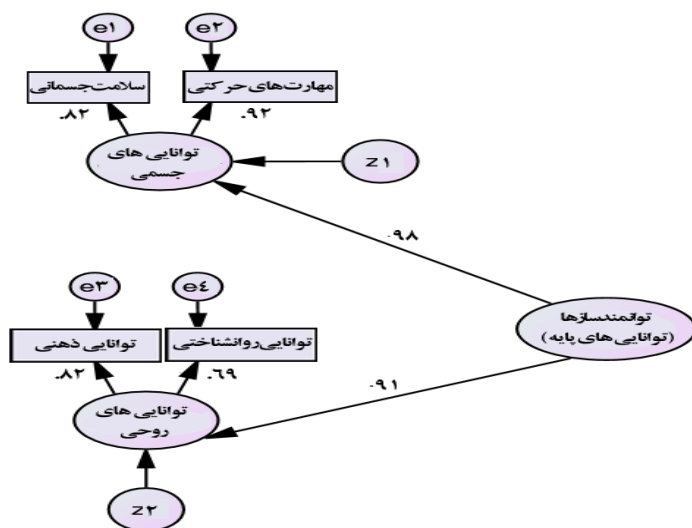 e۱
e۲
سلامت‌جسمانی
مهارت‌های حرکتی
.۸۲
.۹۲
توانایی های
جسمی
z۱
.۹۸
e۳
e٤
توانایی ذهنی
توانایی روانشناختی
توانمندسازها
(توانایی های پایه)
.۸۲
.۶۹
.۹۱
توانایی های
روحی
z۲